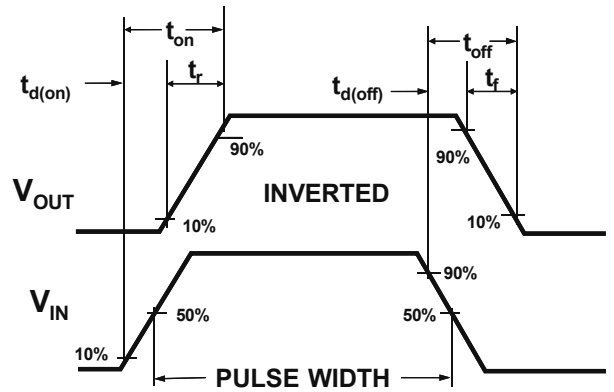 t_on
t_off
t_d(on)
t_r
t_d(off)
t_f
90%
90%
V_OUT
INVERTED
10%
10%
90%
V_IN
50%
50%
10%
PULSE WIDTH